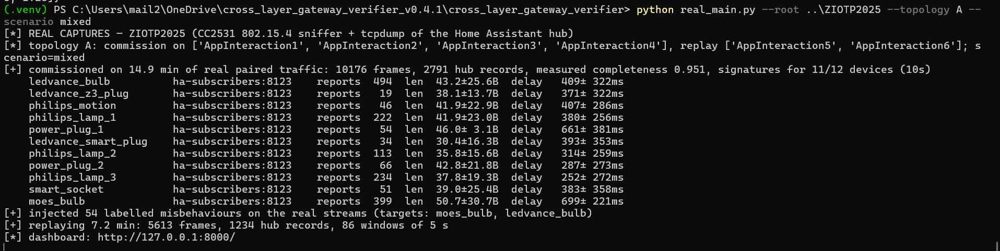 (.venv) PS C:\Users\mail2\OneDrive\cross_layer_gateway_verifier_v0.4.1\cross_layer_gateway_verifier> python real_main.py --root ..\ZIOTP2025 --topology A --
scenario mixed
[*] REAL CAPTURES — ZIOTP2025 (CC2531 802.15.4 sniffer + tcpdump of the Home Assistant hub)
[*] topology A: commission on ['AppInteraction1', 'AppInteraction2', 'AppInteraction3', 'AppInteraction4'], replay ['AppInteraction5', 'AppInteraction6']; s
cenario=mixed
[+] commissioned on 14.9 min of real paired traffic: 10176 frames, 2791 hub records, measured completeness 0.951, signatures for 11/12 devices (10s)
    ledvance_bulb          ha-subscribers:8123    reports  494  len  43.2±25.6B  delay   409± 322ms
    ledvance_z3_plug       ha-subscribers:8123    reports   19  len  38.1±13.7B  delay   371± 322ms
    philips_motion         ha-subscribers:8123    reports   46  len  41.9±22.9B  delay   407± 286ms
    philips_lamp_1         ha-subscribers:8123    reports  222  len  41.9±23.0B  delay   380± 256ms
    power_plug_1           ha-subscribers:8123    reports   54  len  46.0± 3.1B  delay   661± 381ms
    ledvance_smart_plug    ha-subscribers:8123    reports   34  len  30.4±16.3B  delay   393± 353ms
    philips_lamp_2         ha-subscribers:8123    reports  113  len  35.8±15.6B  delay   314± 259ms
    power_plug_2           ha-subscribers:8123    reports   66  len  42.8±21.8B  delay   287± 273ms
    philips_lamp_3         ha-subscribers:8123    reports  234  len  37.8±19.3B  delay   252± 272ms
    smart_socket           ha-subscribers:8123    reports   51  len  39.0±25.4B  delay   383± 358ms
    moes_bulb              ha-subscribers:8123    reports  399  len  50.7±30.7B  delay   699± 221ms
[+] injected 54 labelled misbehaviours on the real streams (targets: moes_bulb, ledvance_bulb)
[+] replaying 7.2 min: 5613 frames, 1234 hub records, 86 windows of 5 s
[*] dashboard: http://127.0.0.1:8000/